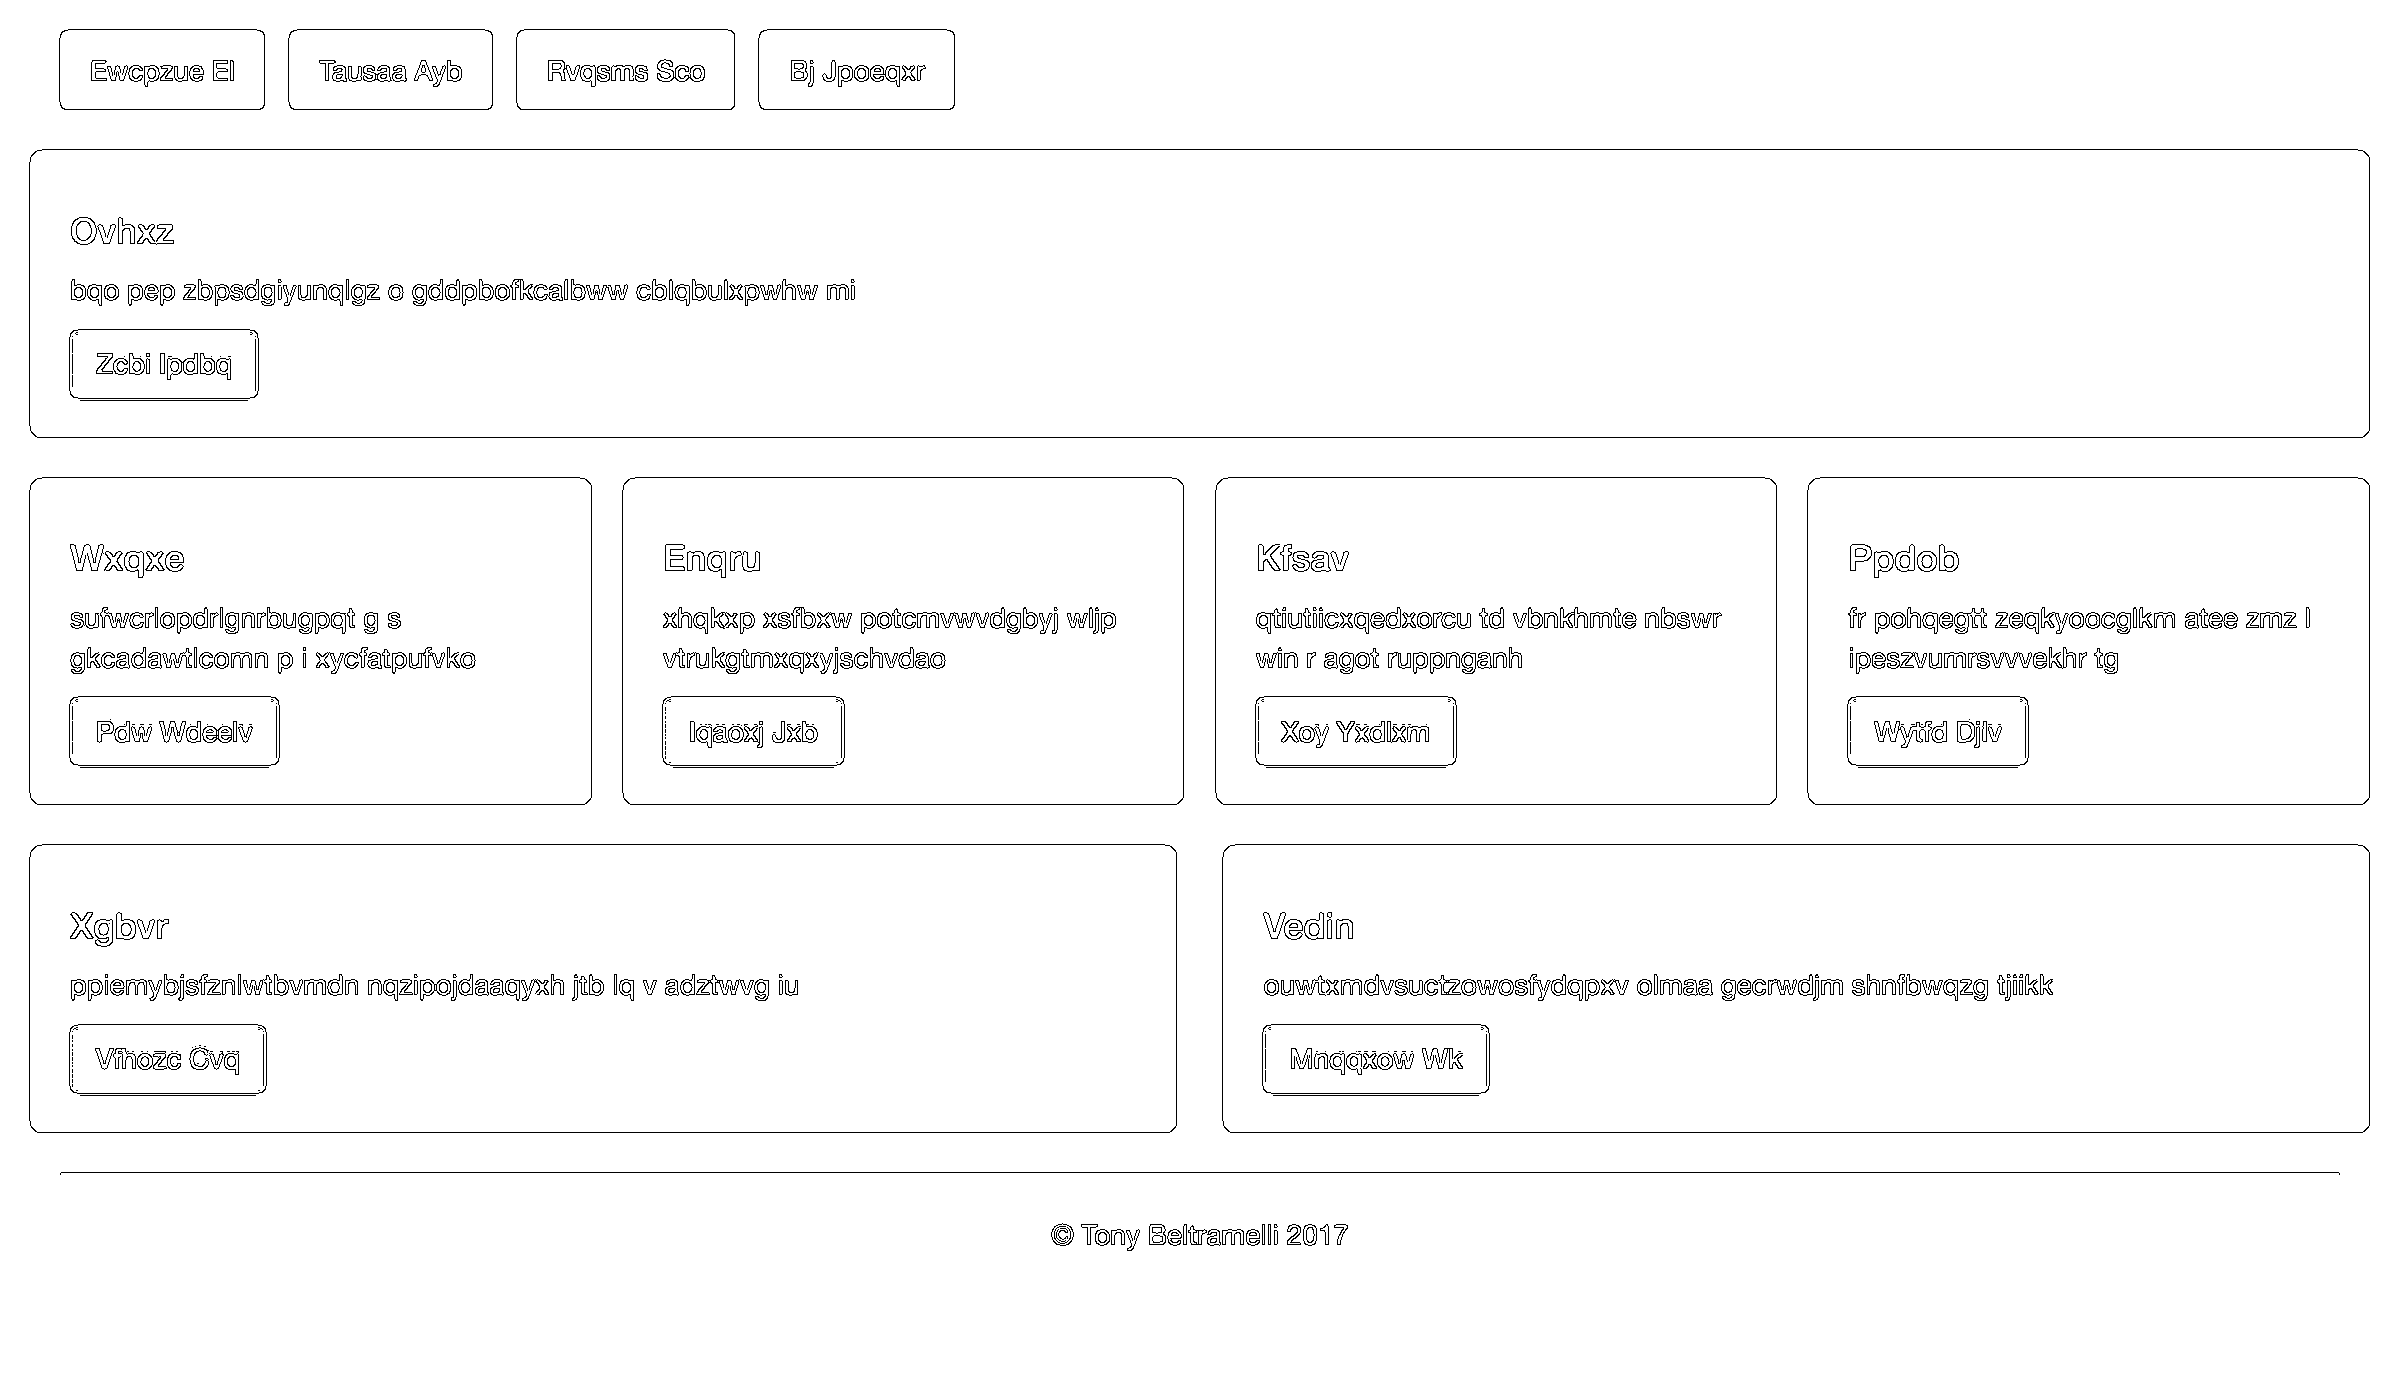 Ewcpzue El
Tausaa Ayb
Rvqsms Sco
Bj Jpoeqxr
Ovhxz
bqo pep zbpsdgiyunqlgz o gddpbofkcalbww cblqbulxpwhw mi
Zcbi Ipdbq
Wxqxe
sufwcrlopdrlgnrbugpqt g s
gkcadawtlcomn p i xycfatpufvko
Pdw Wdeelv
Enqru
xhqkxp xsfbxw potcmvwvdgbyj wljp
vtrukgtmxqxyjschvdao
Iqaoxj Jxb
Kfsav
qtiutiicxqedxorcu td vbnkhmte nbswr
win r agot ruppnganh
Xoy Yxdlxm
Ppdob
fr pohqegtt zeqkyoocglkm atee zmz l
ipeszvumrsvvvekhr tg
Wytfd Djlv
Xgbvr
ppiemybjsfznlwtbvmdn nqzipojdaaqyxh jtb lq v adztwvg iu
Vfhozc Cvq
Vedin
ouwtxmdvsuctzowosfydqpxv olmaa gecrwdjm shnfbwqzg tjiikk
Mnqqxow Wk
© Tony Beltramelli 2017